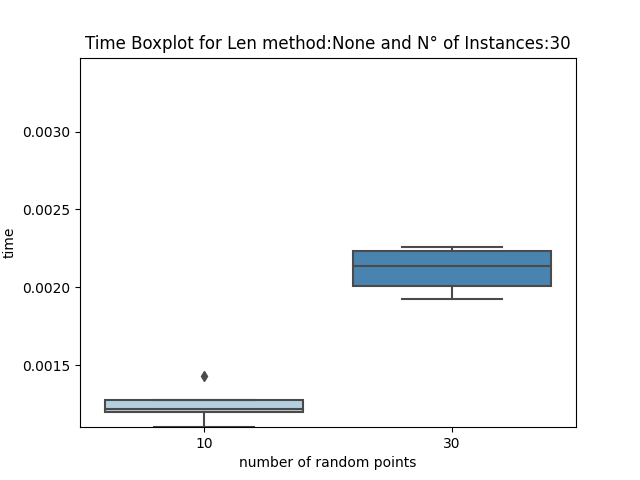 Time Boxplot for Len method:None and N° of Instances:30
0.0030
0.0025
0.0020
0.0015
time
10 30
number of random points